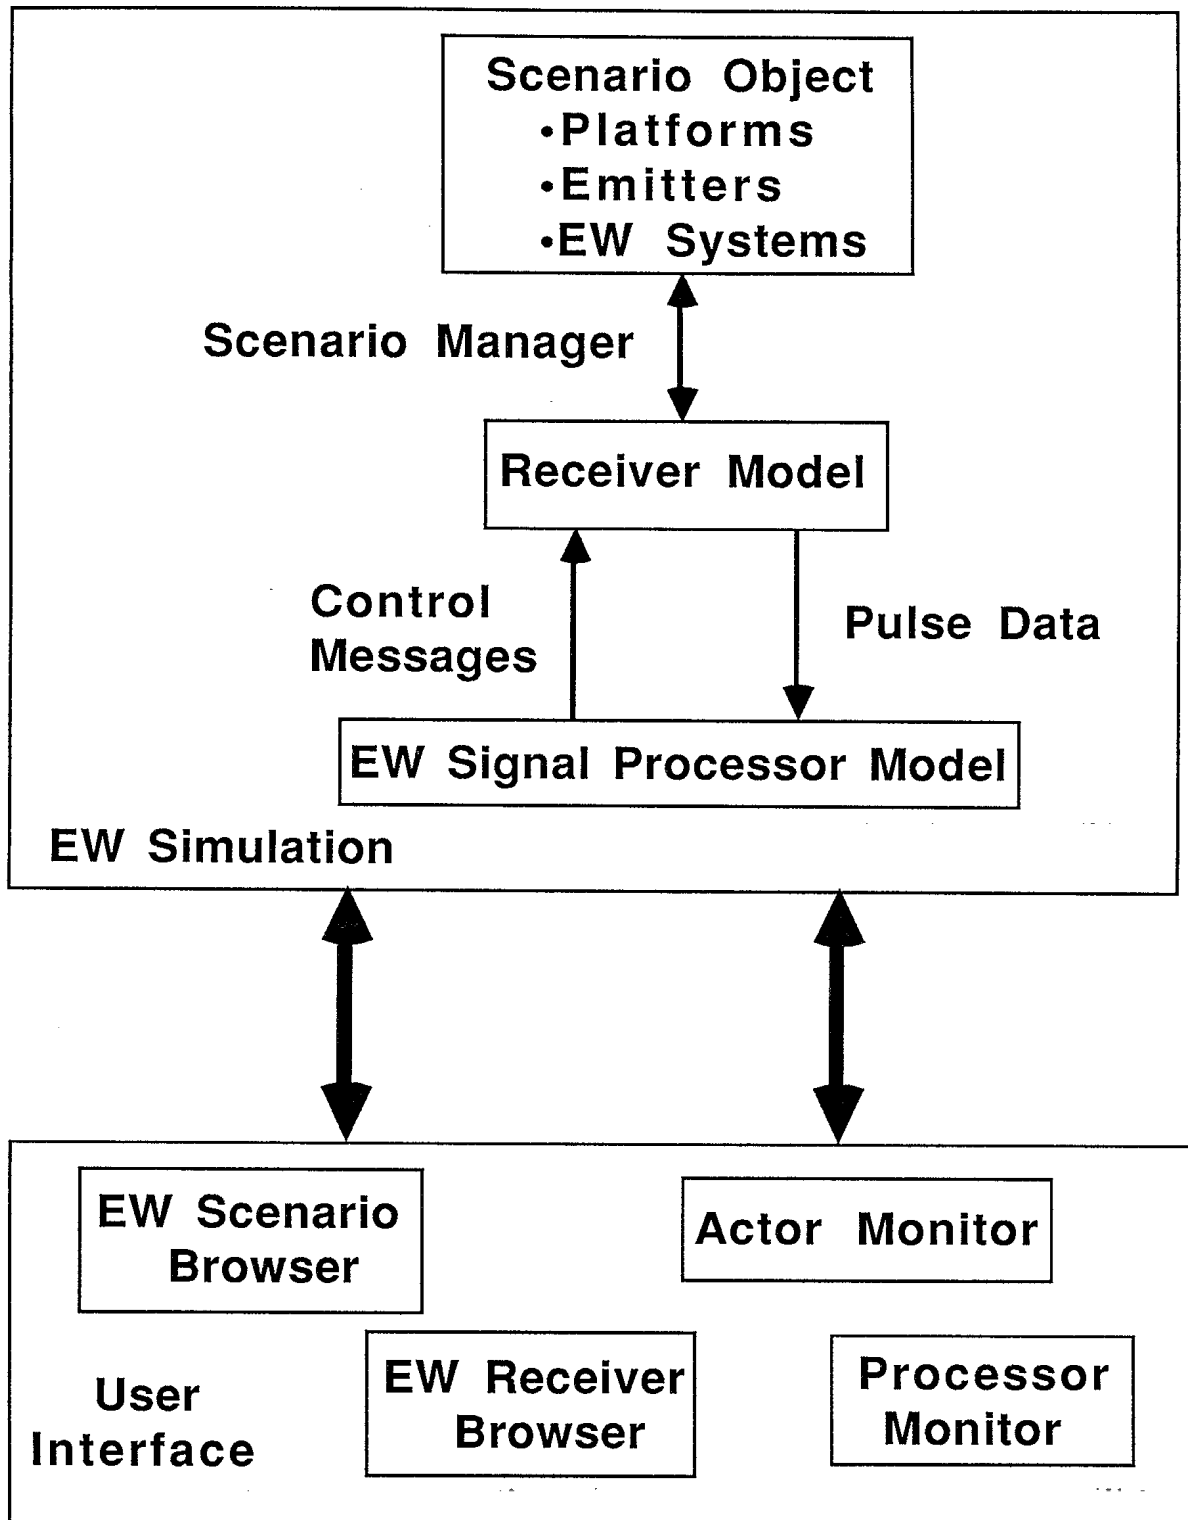 Scenario Object
•Platforms
•Emitters
•EW Systems
Scenario Manager
Receiver Model
Control
Messages
Pulse Data
EW Signal Processor Model
EW Simulation
EW Scenario
Browser
Actor Monitor
User
Interface
EW Receiver
Browser
Processor
Monitor